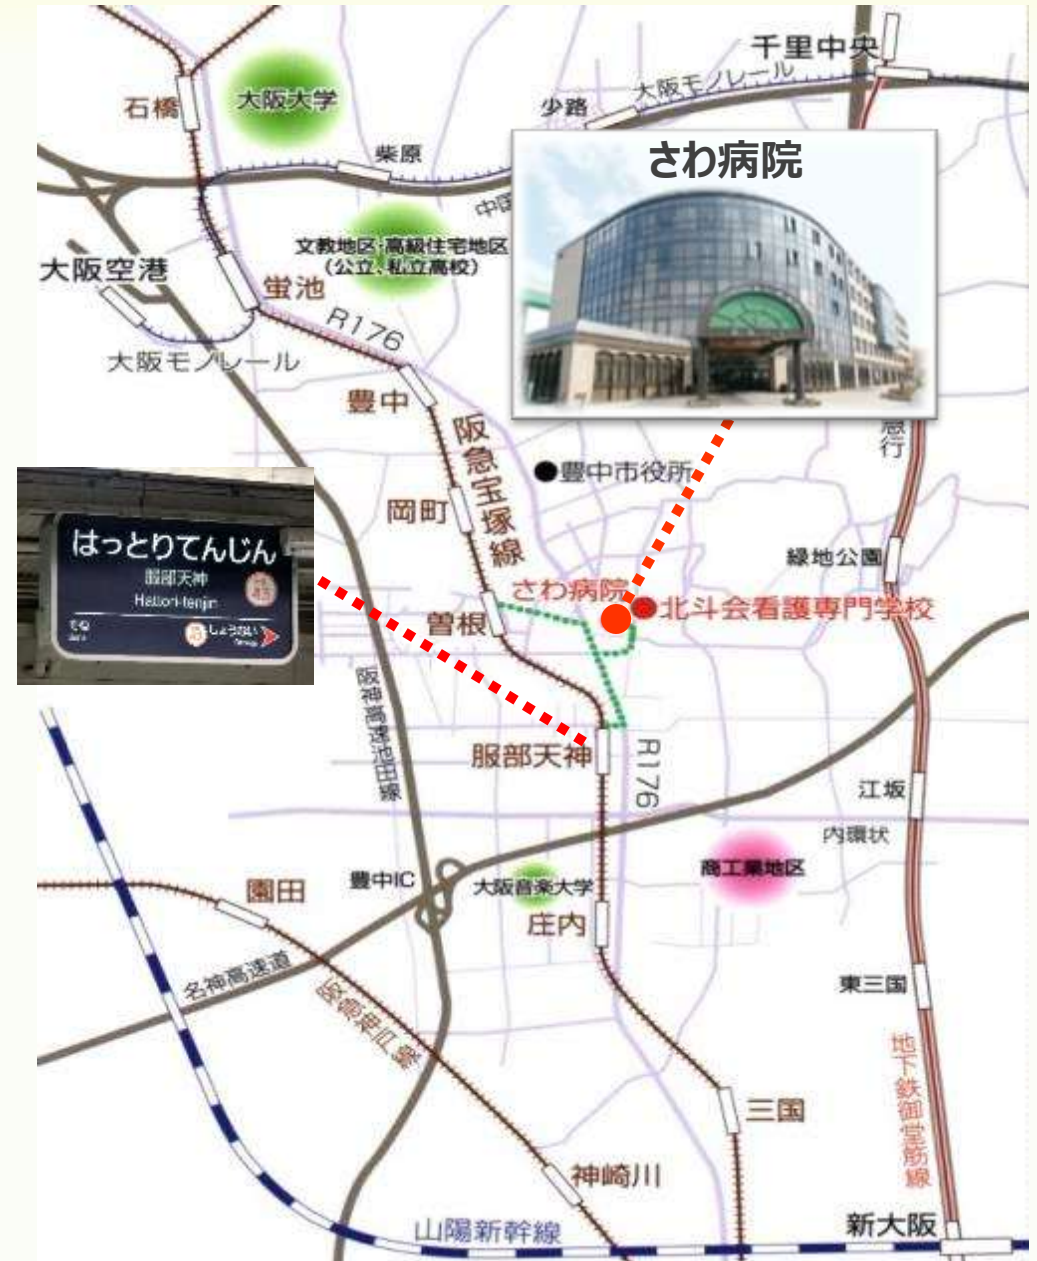 千里中央
大阪モノレール
石橋
大阪大学
少路
柴原
さわ病院
中国
文教地区・高級住宅地区
(公立、私立高校)
大阪空港
蛍池
R176
大阪モノレール
豊中
阪急宝塚線
急行
豊中市役所
岡町
はっとりてんじん
服部天神
Hattori-tenjin
しょうない
緑地公園
さわ病院
北斗会看護専門学校
曽根
阪神高速池田線
服部天神
R176
江坂
内環状
豊中IC
大阪音楽大学
商工業地区
園田
庄内
名神高速道
東三国
阪急神戸線
地下鉄御堂筋線
三国
神崎川
山陽新幹線
新大阪